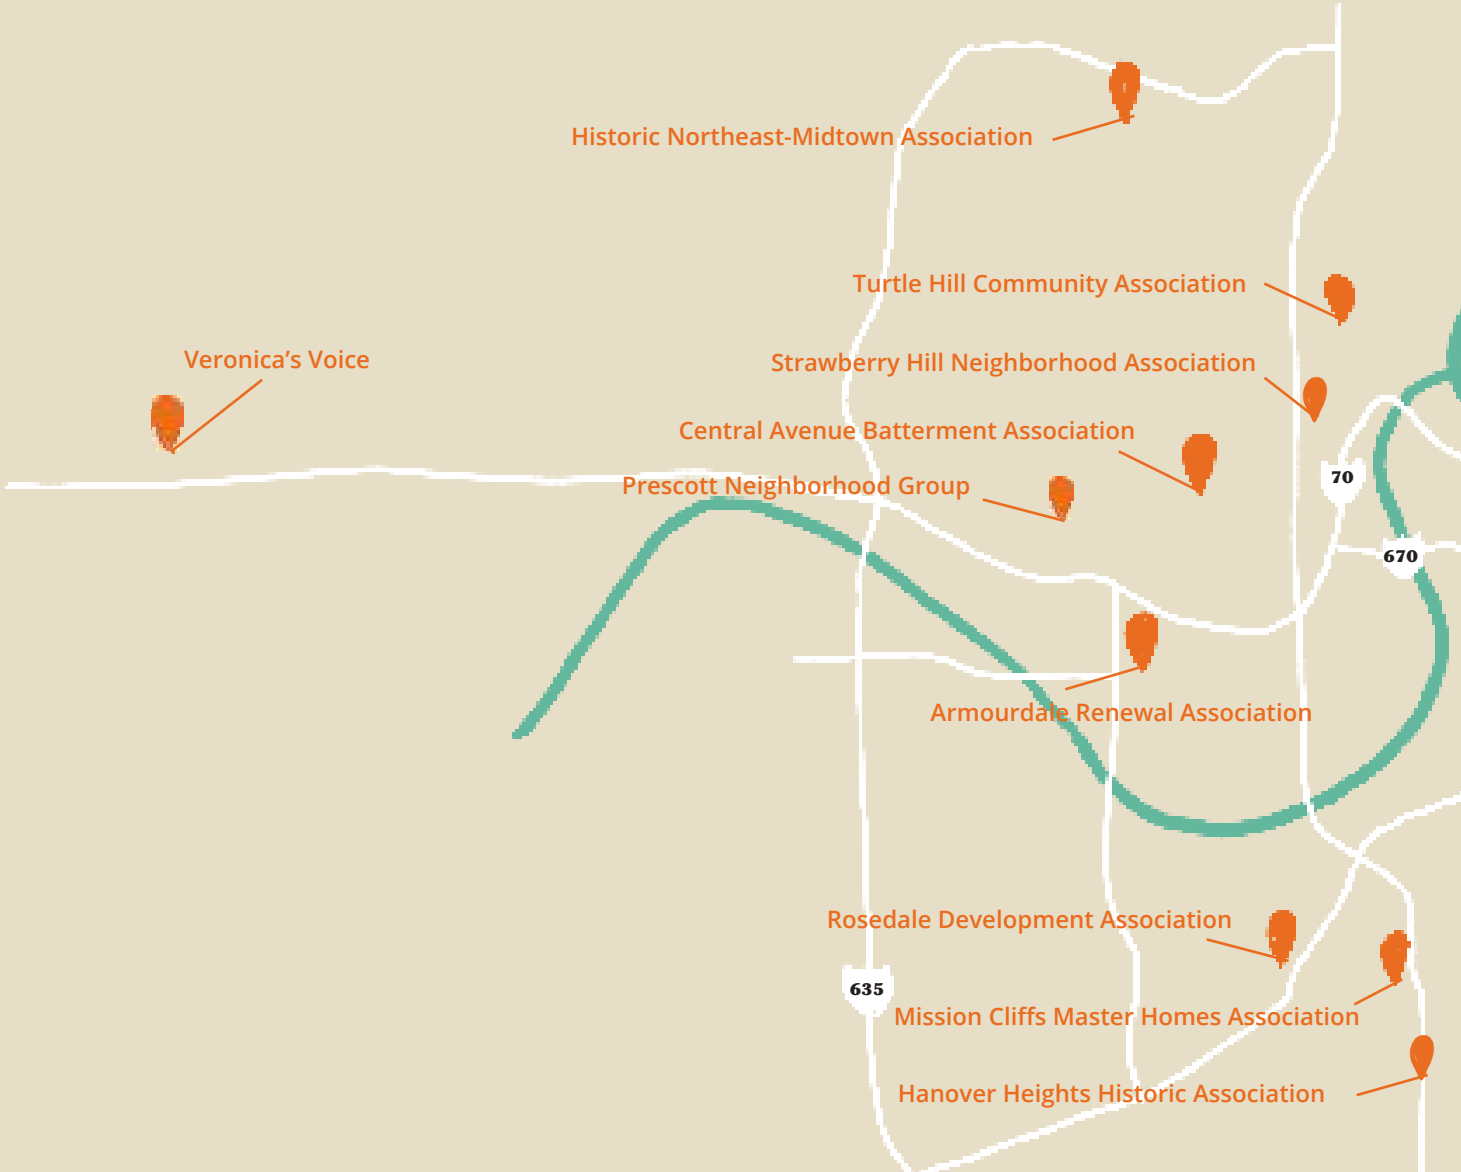 Historic Northeast-Midtown Association
Turtle Hill Community Association
Veronica’s Voice
Strawberry Hill Neighborhood Association
Central Avenue Batterment Association
70
Prescott Neighborhood Group
670
Armourdale Renewal Association
Rosedale Development Association
635
Mission Cliffs Master Homes Association
Hanover Heights Historic Association